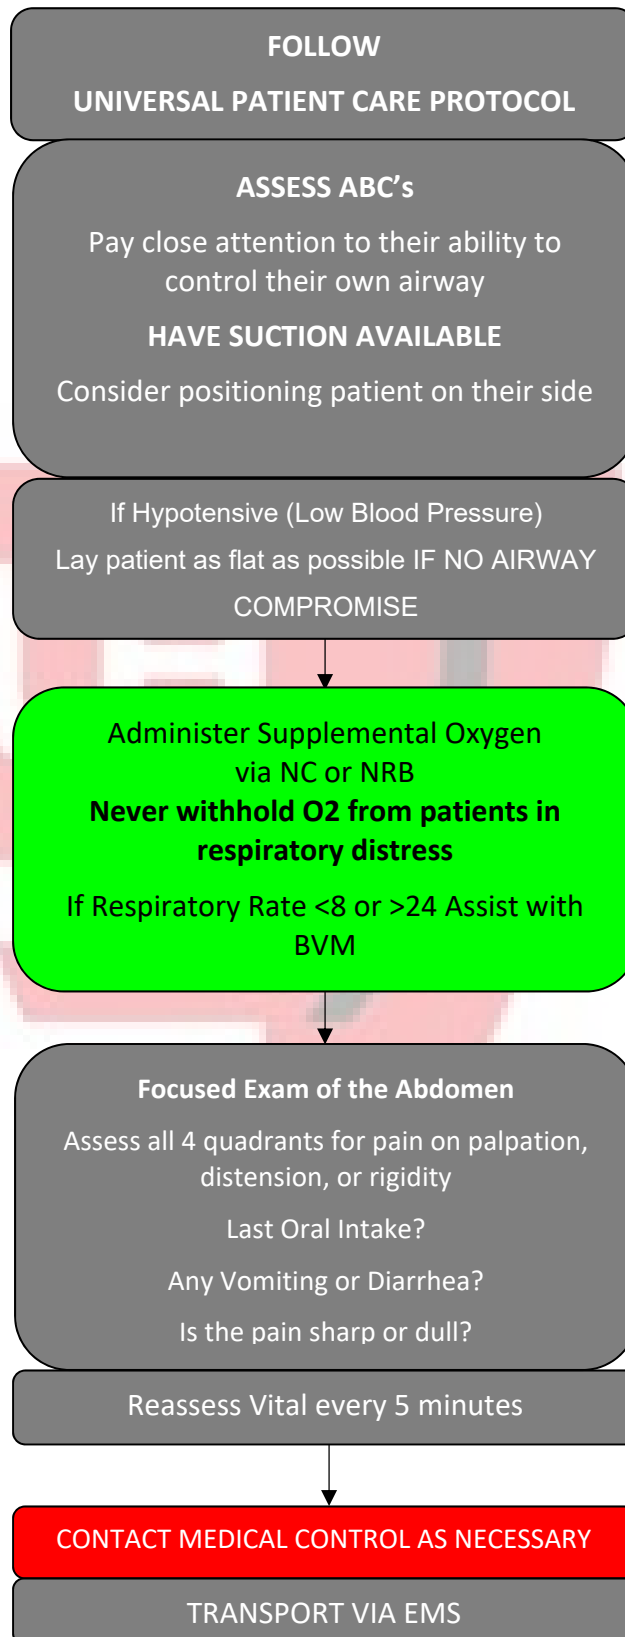 FOLLOW
UNIVERSAL PATIENT CARE PROTOCOL
ASSESS ABC’s
Pay close attention to their ability to
control their own airway
HAVE SUCTION AVAILABLE
Consider positioning patient on their side
If Hypotensive (Low Blood Pressure)
Lay patient as flat as possible IF NO AIRWAY
COMPROMISE
Administer Supplemental Oxygen
via NC or NRB
Never withhold O2 from patients in
respiratory distress
If Respiratory Rate <8 or >24 Assist with
BVM
Focused Exam of the Abdomen
Assess all 4 quadrants for pain on palpation,
distension, or rigidity
Last Oral Intake?
Any Vomiting or Diarrhea?
Is the pain sharp or dull?
Reassess Vital every 5 minutes
CONTACT MEDICAL CONTROL AS NECESSARY
TRANSPORT VIA EMS